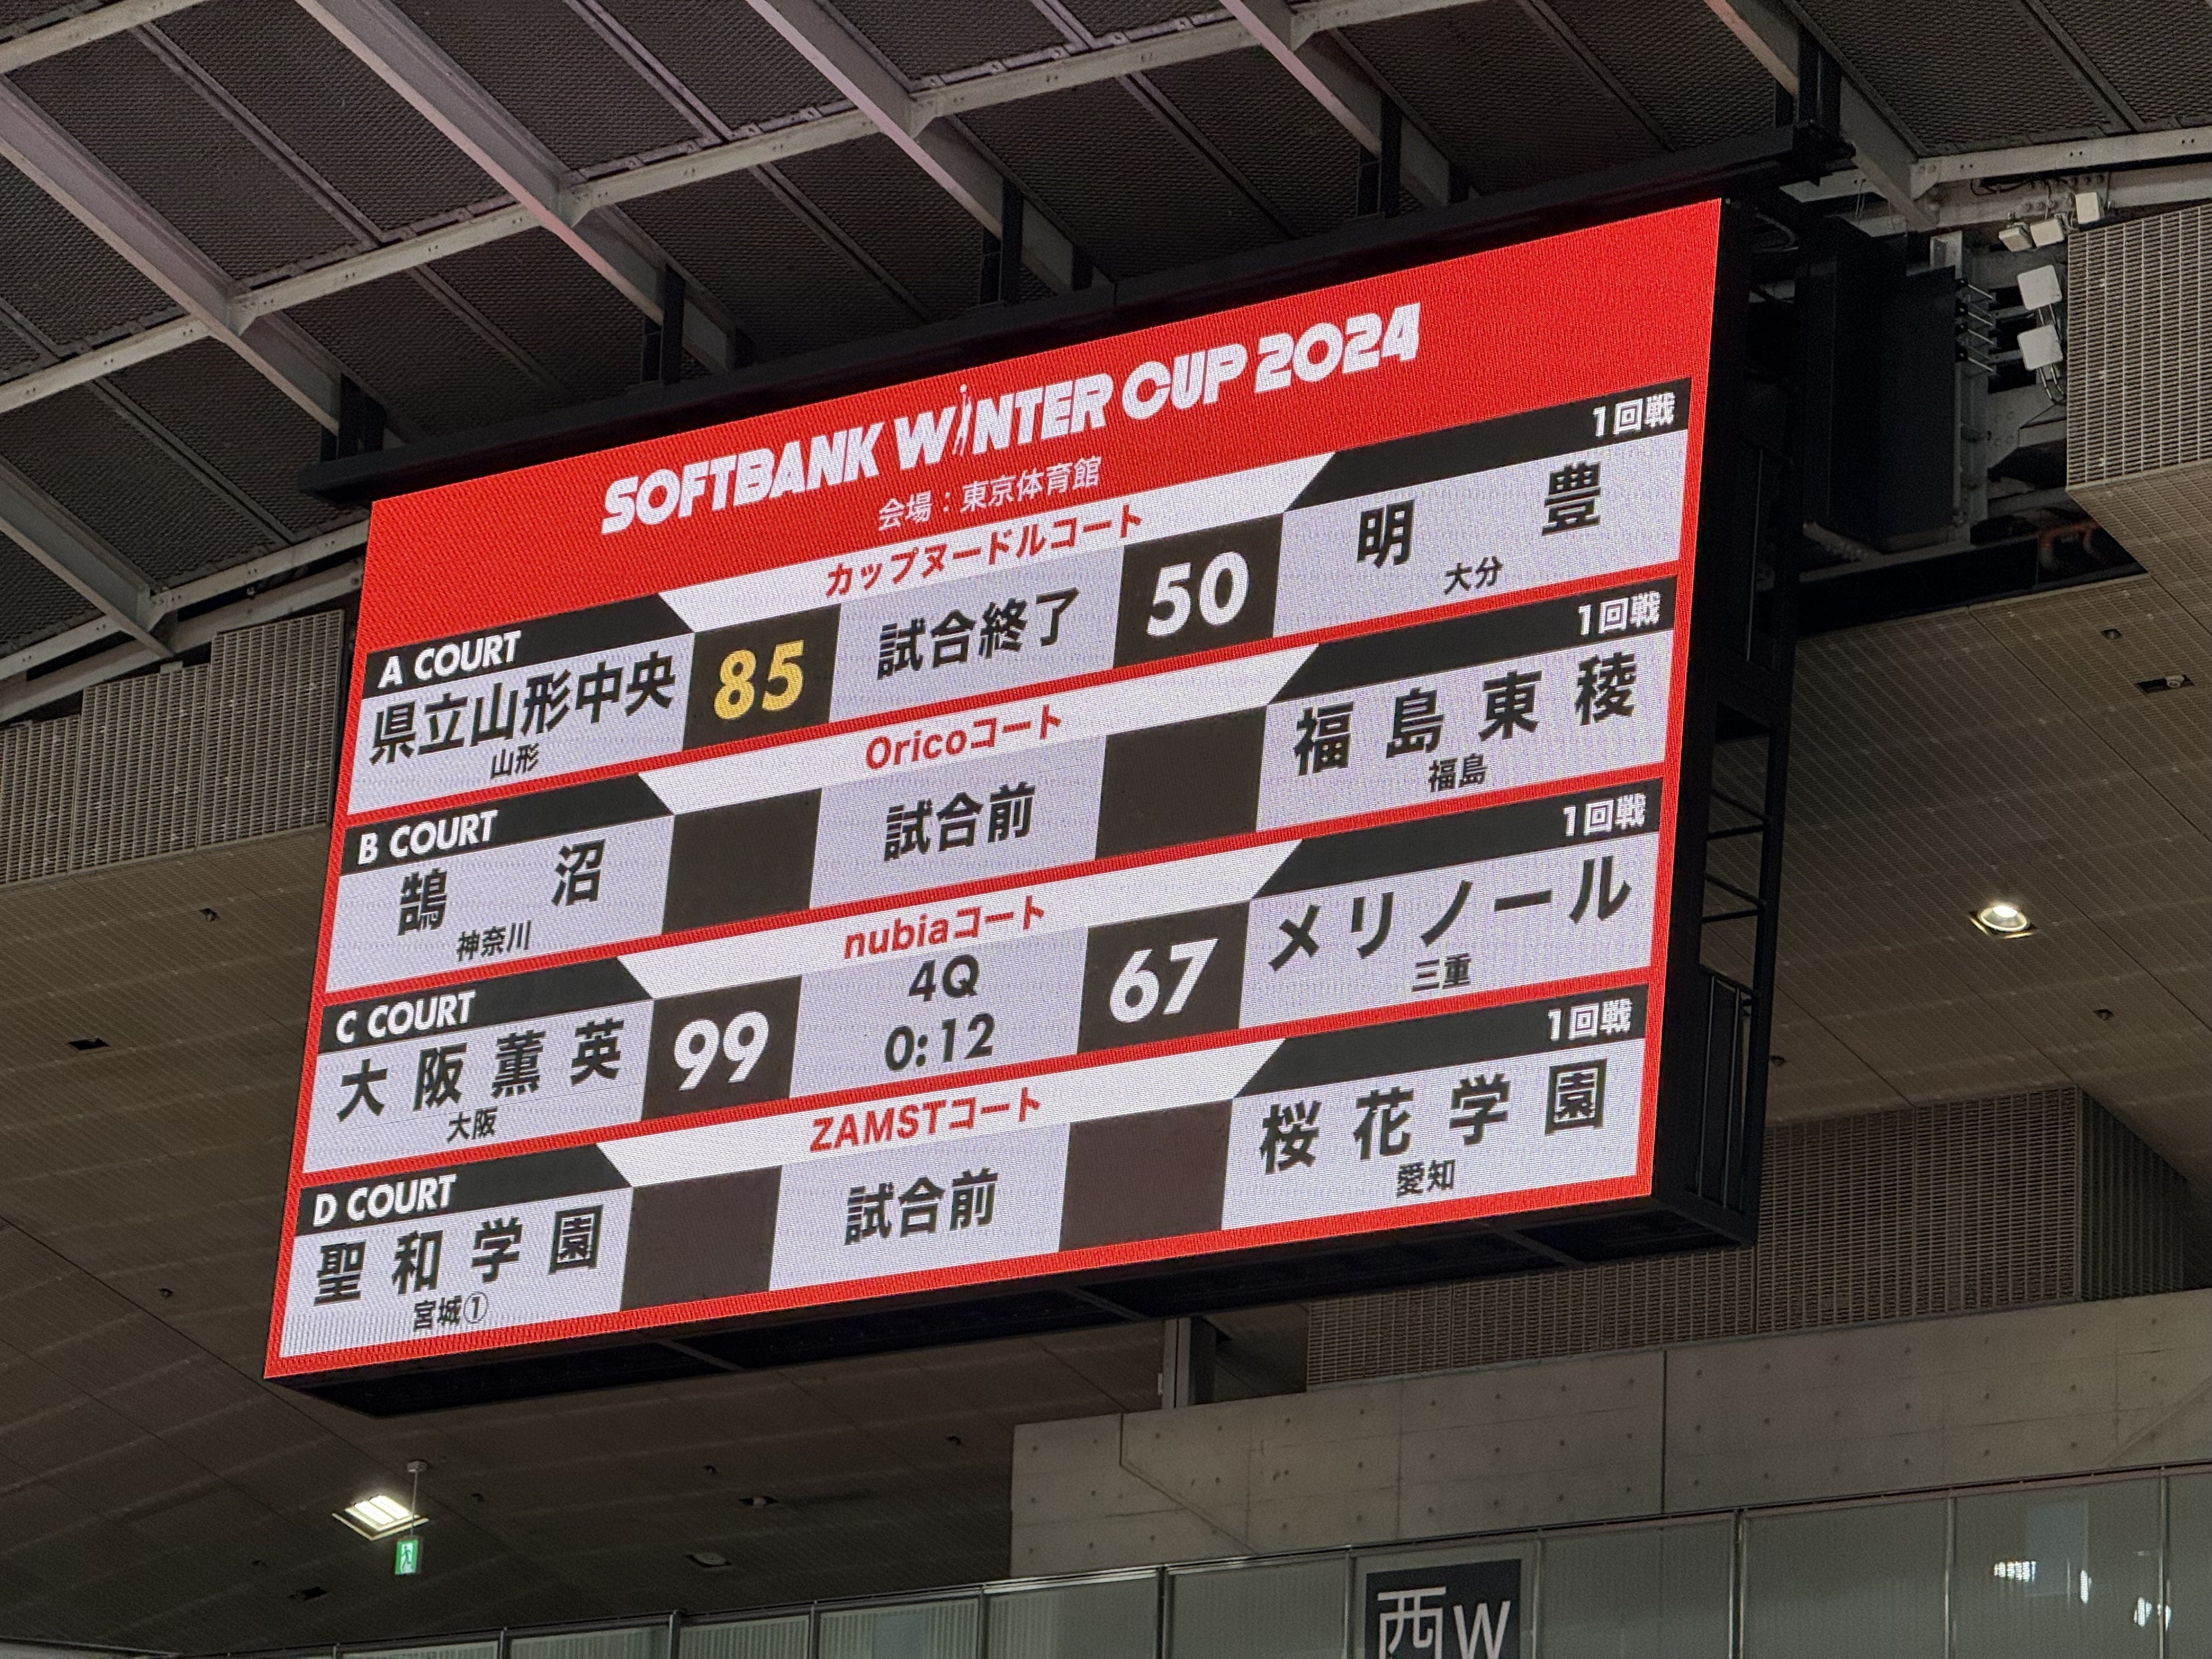 SOFTBANK WINTER CUP 2024
会場：東京体育館
A COURT カップヌードルコート 1回戦
県立山形中央 85 試合終了 50 明 豊
山形 大分
B COURT Oricoコート 1回戦
鵠 沼 試合前 福島東稜
神奈川 福島
C COURT nubiaコート 1回戦
大阪薫英 99 4Q 0:12 67 メリノール
大阪 三重
D COURT ZAMSTコート 1回戦
聖和学園 試合前 桜花学園
宮城① 愛知
西W